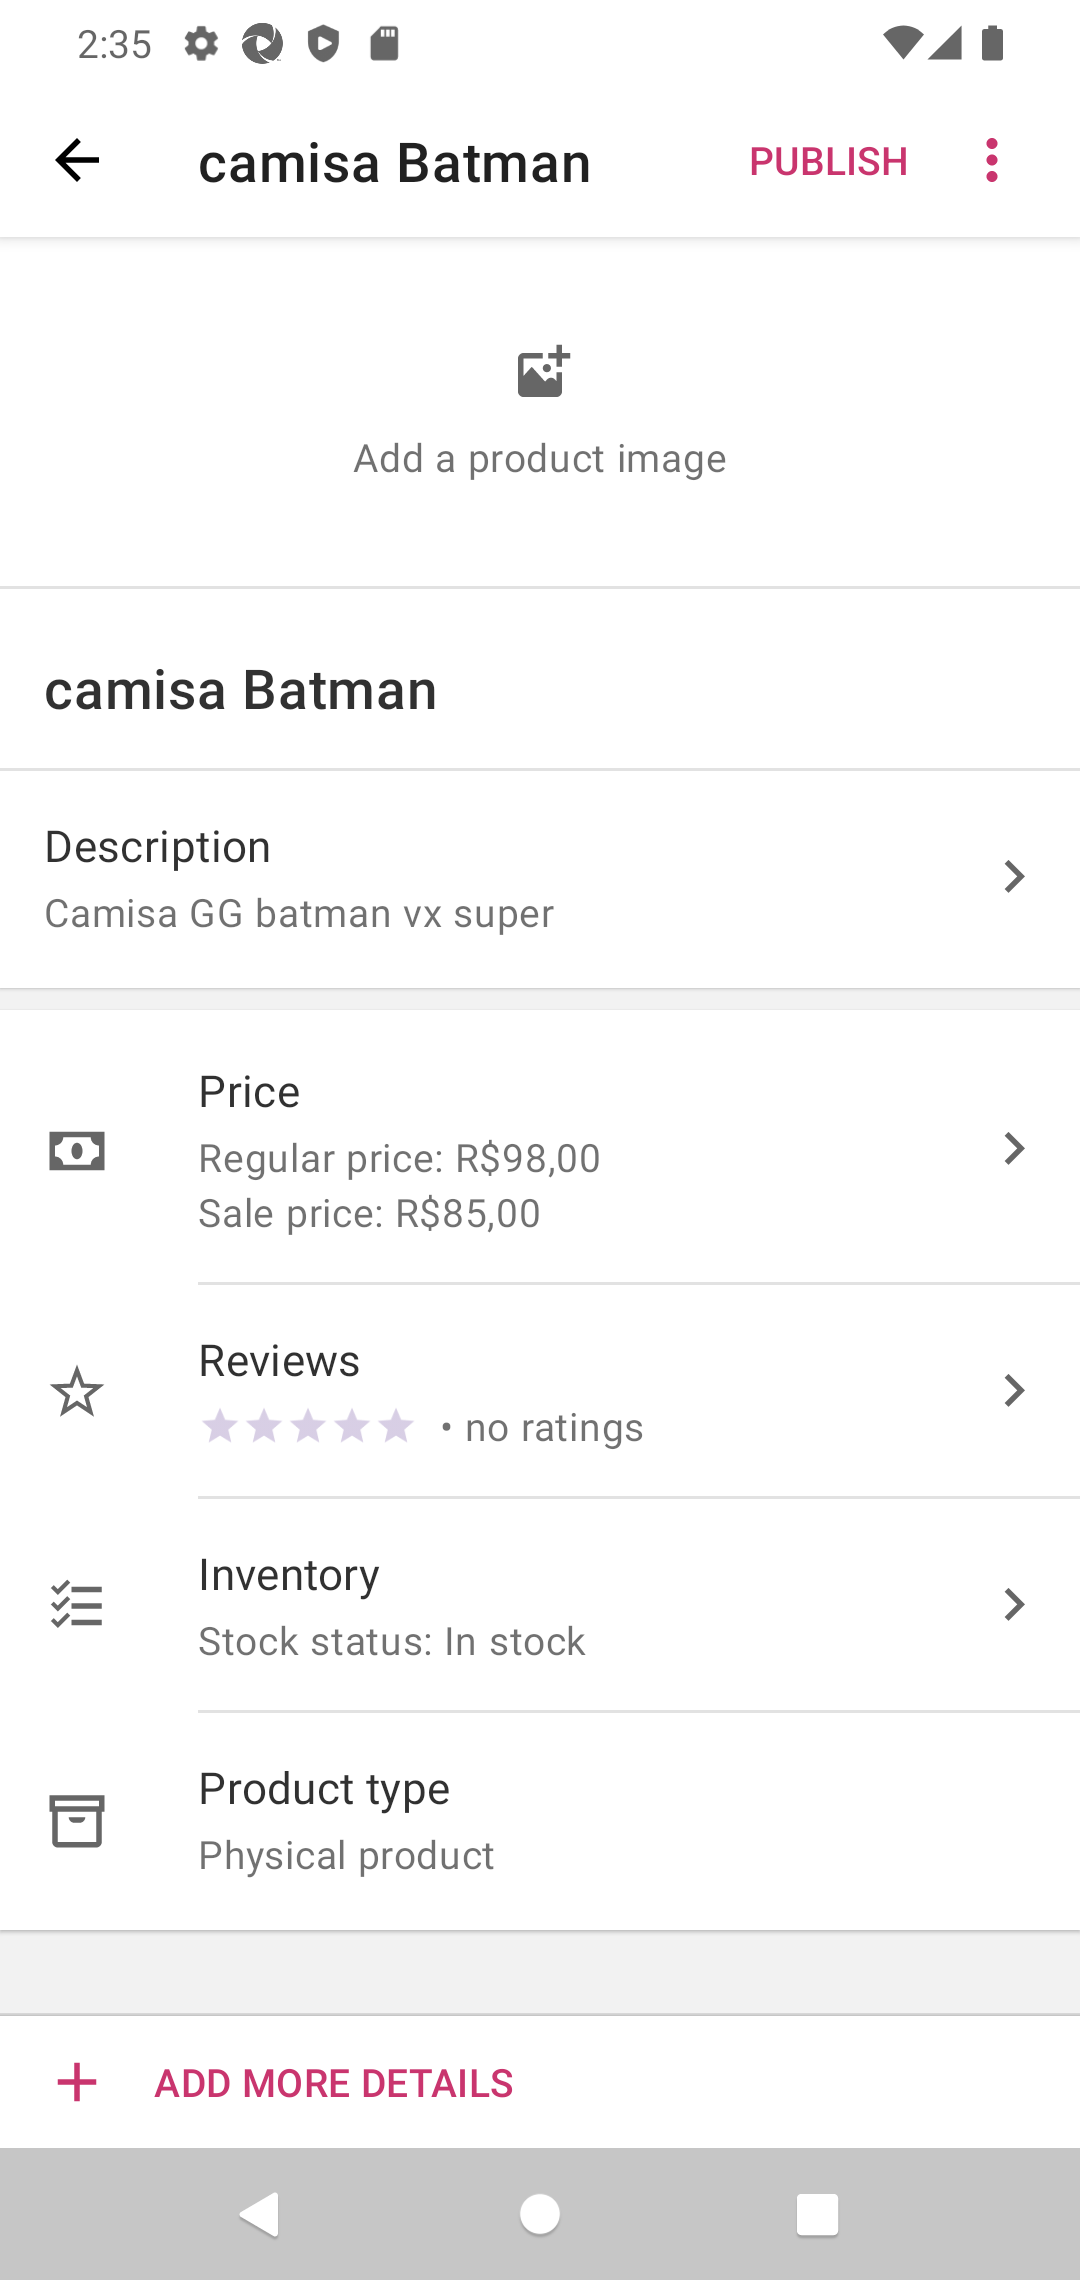 2:35
camisa Batman
PUBLISH
Add a product image
camisa Batman
Description
Camisa GG batman vx super
Price
Regular price: R$98,00
Sale price: R$85,00
Reviews
• no ratings
Inventory
Stock status: In stock
Product type
Physical product
ADD MORE DETAILS